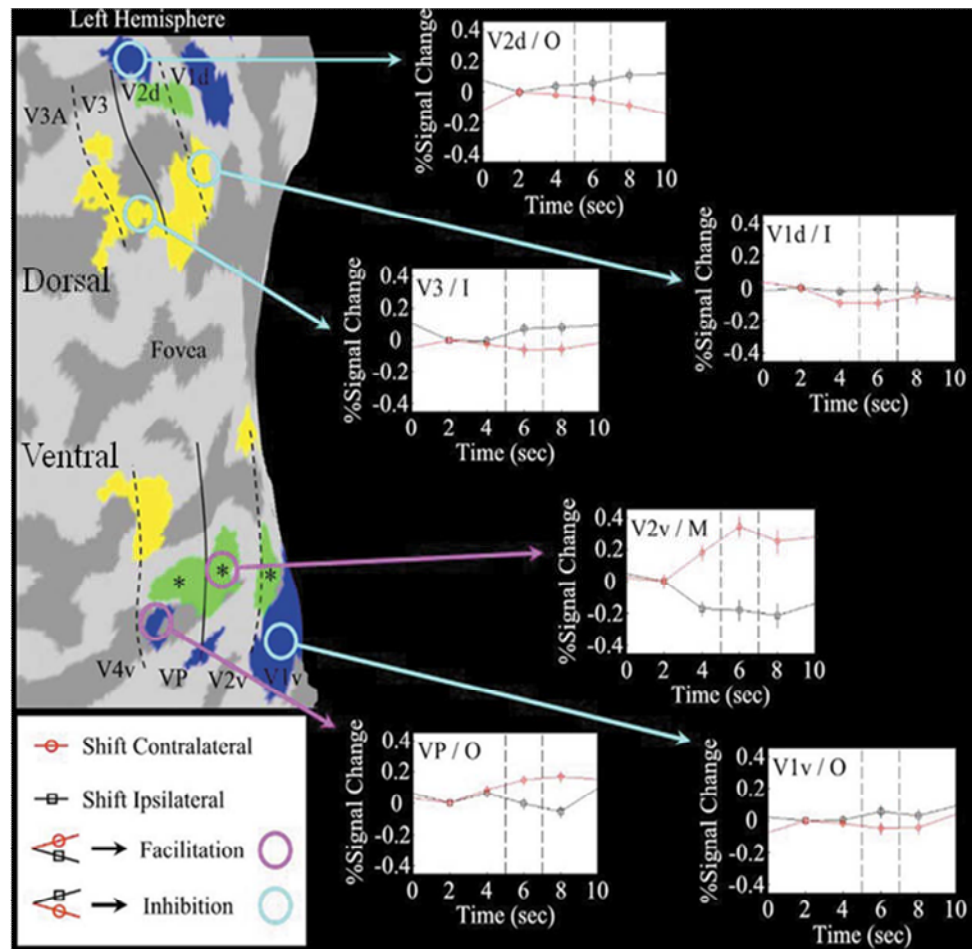 Left Hemisphere
V2d
V1d
V3
V3A
Dorsal
Fovea
Ventral
*
*
*
V4v
VP
V2v
V1v
Shift Contralateral
Shift Ipsilateral
Facilitation
Inhibition
V2d / O
%Signal Change
0.4
0.2
0
-0.2
-0.4
0 2 4 6 8 10
Time (sec)
V1d / I
%Signal Change
0.4
0.2
0
-0.2
-0.4
0 2 4 6 8 10
Time (sec)
V3 / I
%Signal Change
0.4
0.2
0
-0.2
-0.4
0 2 4 6 8 10
Time (sec)
V2v / M
%Signal Change
0.4
0.2
0
-0.2
-0.4
0 2 4 6 8 10
Time (sec)
VP / O
%Signal Change
0.4
0.2
0
-0.2
-0.4
0 2 4 6 8 10
Time (sec)
V1v / O
%Signal Change
0.4
0.2
0
-0.2
-0.4
0 2 4 6 8 10
Time (sec)